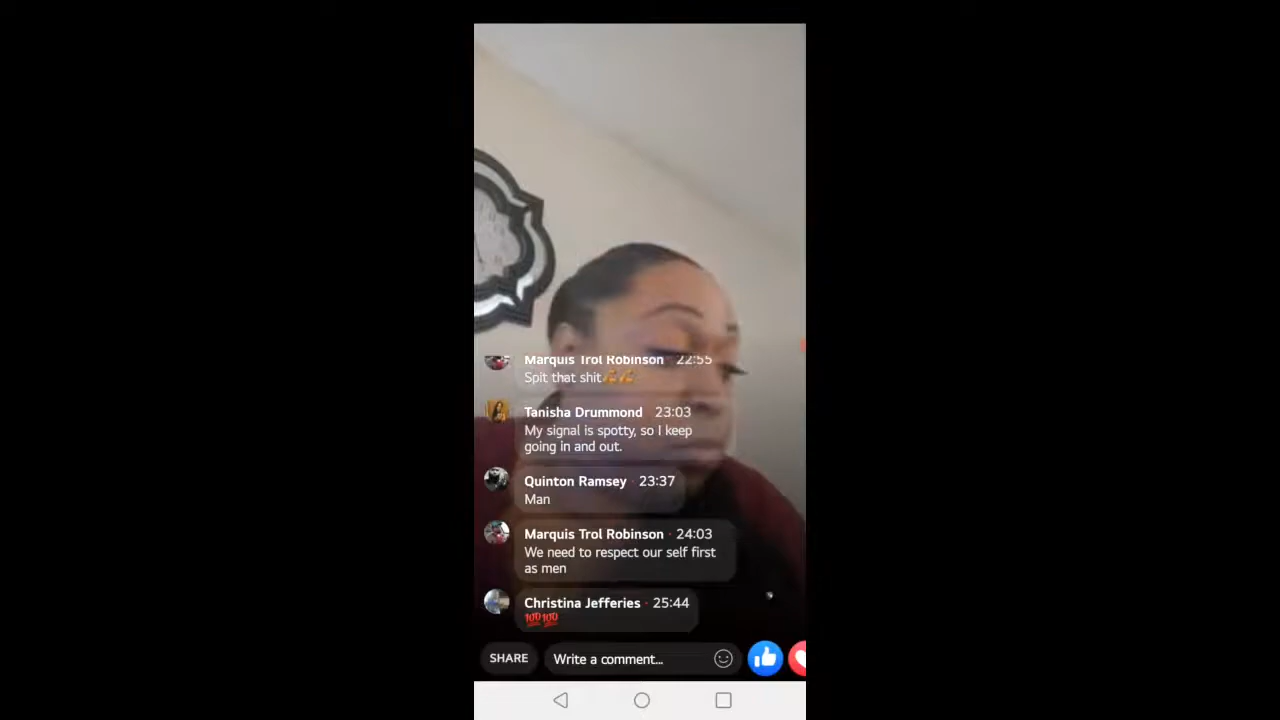 Marquis Trol Robinson 22:55
Spit that shit💪💪
Tanisha Drummond 23:03
My signal is spotty, so I keep
going in and out.
Quinton Ramsey · 23:37
Man
Marquis Trol Robinson · 24:03
We need to respect our self first
as men
Christina Jefferies · 25:44
💯💯
SHARE
Write a comment...